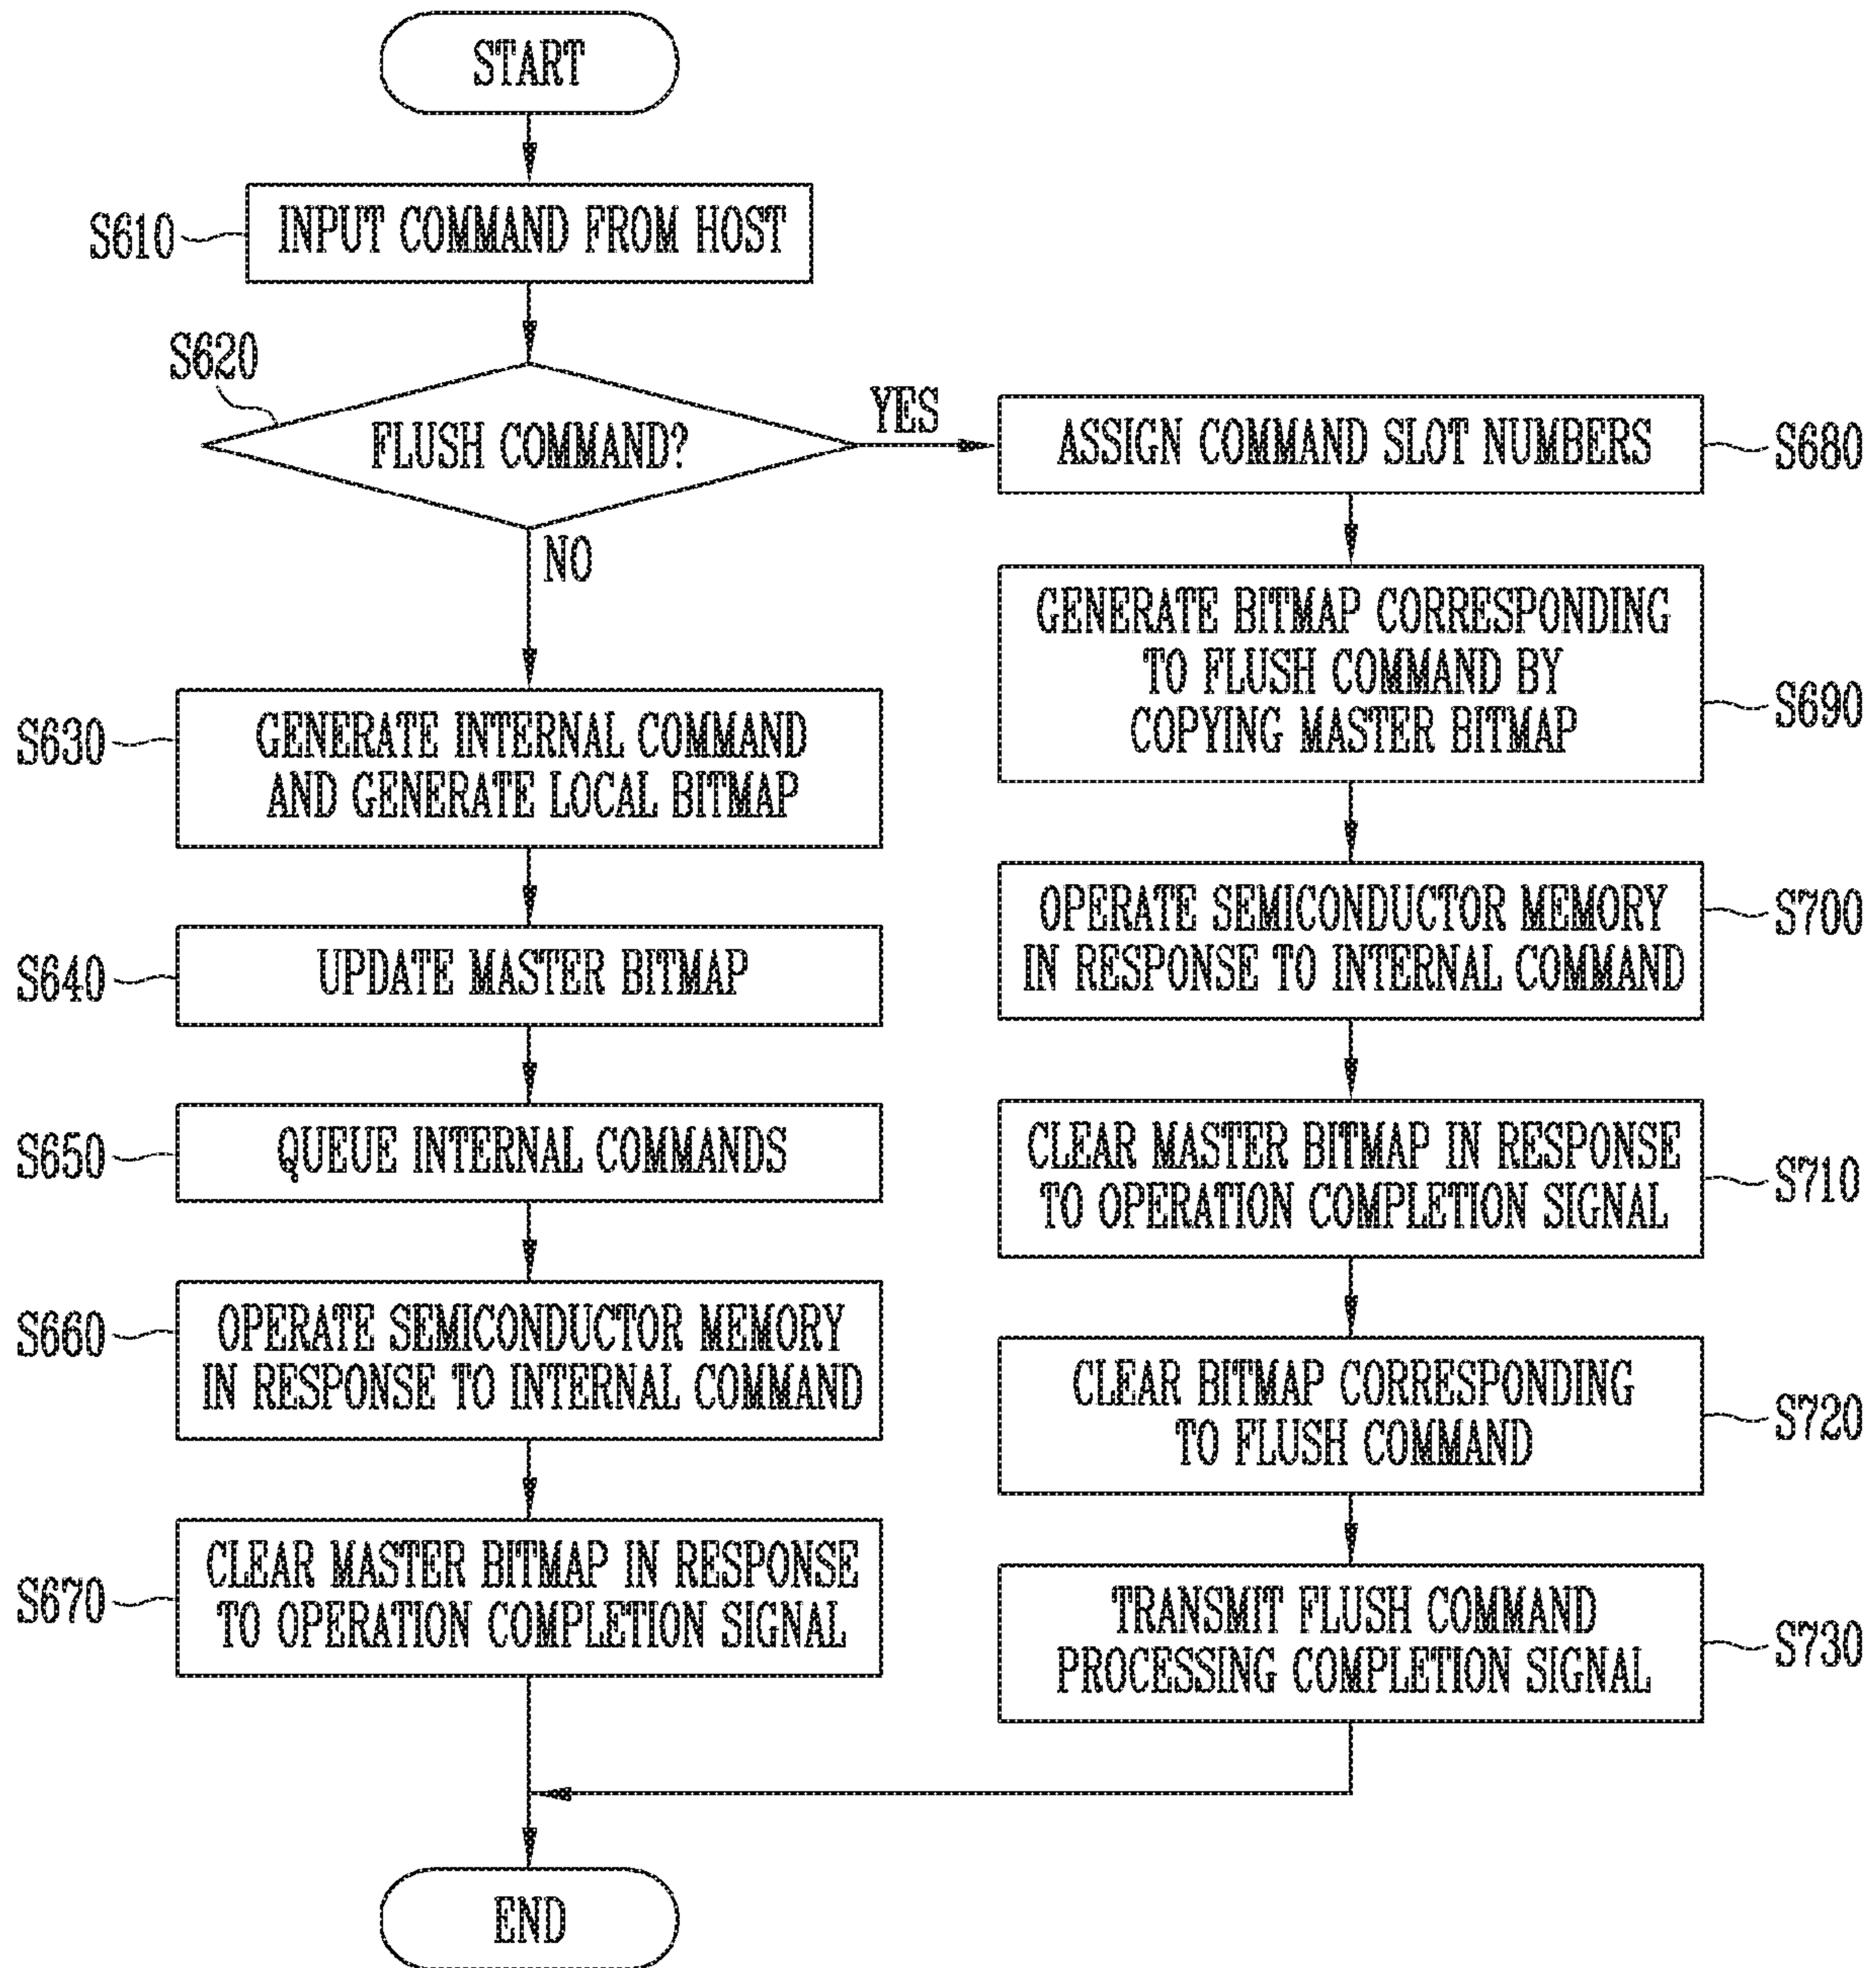 START
S610
INPUT COMMAND FROM HOST
S620
FLUSH COMMAND?
YES
NO
S630
GENERATE INTERNAL COMMAND
AND GENERATE LOCAL BITMAP
S640
UPDATE MASTER BITMAP
S650
QUEUE INTERNAL COMMANDS
S660
OPERATE SEMICONDUCTOR MEMORY
IN RESPONSE TO INTERNAL COMMAND
S670
CLEAR MASTER BITMAP IN RESPONSE
TO OPERATION COMPLETION SIGNAL
ASSIGN COMMAND SLOT NUMBERS
S680
GENERATE BITMAP CORRESPONDING
TO FLUSH COMMAND BY
COPYING MASTER BITMAP
S690
OPERATE SEMICONDUCTOR MEMORY
IN RESPONSE TO INTERNAL COMMAND
S700
CLEAR MASTER BITMAP IN RESPONSE
TO OPERATION COMPLETION SIGNAL
S710
CLEAR BITMAP CORRESPONDING
TO FLUSH COMMAND
S720
TRANSMIT FLUSH COMMAND
PROCESSING COMPLETION SIGNAL
S730
END